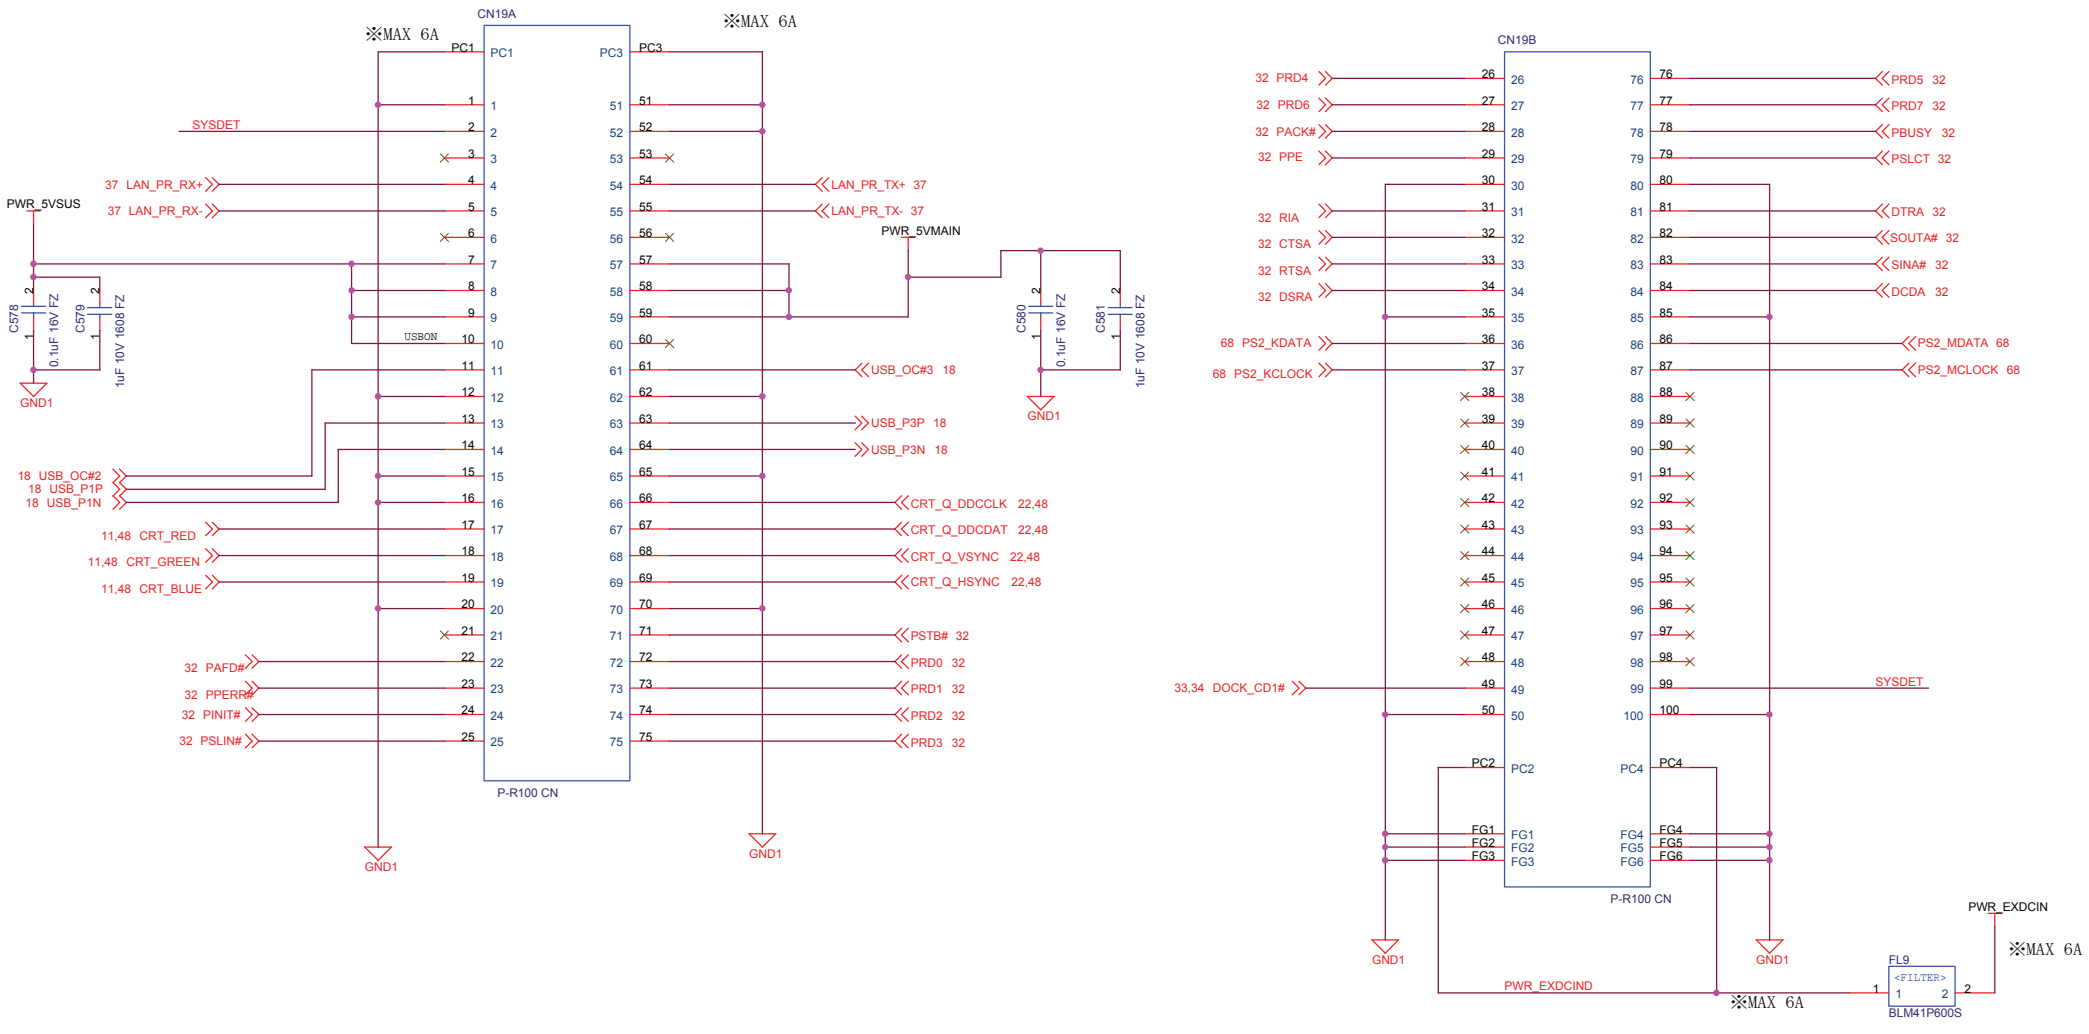 CN19A
※MAX 6A
※MAX 6A
PC1 PC1
PC3 PC3
1 1
51 51
SYSDET 2 2
52 52
3 3
53 53
37 LAN_PR_RX+ 4 4
54 54 LAN_PR_TX+ 37
37 LAN_PR_RX- 5 5
55 55 LAN_PR_TX- 37
PWR_5VSUS
6 6
56 56
PWR_5VMAIN
7 7
57 57
8 8
58 58
9 9
59 59
USBON 10 10
60 60
11 11
61 61 USB_OC#3 18
12 12
62 62
13 13
63 63 USB_P3P 18
14 14
64 64 USB_P3N 18
18 USB_OC#2
18 USB_P1P
18 USB_P1N
15 15
65 65
16 16
66 66 CRT_Q_DDCCLK 22,48
11,48 CRT_RED 17 17
67 67 CRT_Q_DDCDAT 22,48
11,48 CRT_GREEN 18 18
68 68 CRT_Q_VSYNC 22,48
11,48 CRT_BLUE 19 19
69 69 CRT_Q_HSYNC 22,48
20 20
70 70
21 21
71 71 PSTB# 32
32 PAFD# 22 22
72 72 PRD0 32
32 PPERR# 23 23
73 73 PRD1 32
32 PINIT# 24 24
74 74 PRD2 32
32 PSLIN# 25 25
75 75 PRD3 32
P-R100 CN
GND1
GND1
C578
2
1
0.1uF 16V FZ
C579
2
1
1uF 10V 1608 FZ
GND1
C580
2
1
0.1uF 16V FZ
C581
2
1
1uF 10V 1608 FZ
GND1
CN19B
32 PRD4 26 26
76 76 PRD5 32
32 PRD6 27 27
77 77 PRD7 32
32 PACK# 28 28
78 78 PBUSY 32
32 PPE 29 29
79 79 PSLCT 32
30 30
80 80
32 RIA 31 31
81 81 DTRA 32
32 CTSA 32 32
82 82 SOUTA# 32
32 RTSA 33 33
83 83 SINA# 32
32 DSRA 34 34
84 84 DCDA 32
35 35
85 85
68 PS2_KDATA 36 36
86 86 PS2_MDATA 68
68 PS2_KCLOCK 37 37
87 87 PS2_MCLOCK 68
38 38
88 88
39 39
89 89
40 40
90 90
41 41
91 91
42 42
92 92
43 43
93 93
44 44
94 94
45 45
95 95
46 46
96 96
47 47
97 97
48 48
98 98
33,34 DOCK_CD1# 49 49
99 99 SYSDET
50 50
100 100
PC2 PC2
PC4 PC4
FG1 FG1
FG4 FG4
FG2 FG2
FG5 FG5
FG3 FG3
FG6 FG6
P-R100 CN
GND1
GND1
PWR_EXDCIN
※MAX 6A
PWR_EXDCIND
※MAX 6A
FL9
<FILTER>
1 1 2 2
BLM41P600S